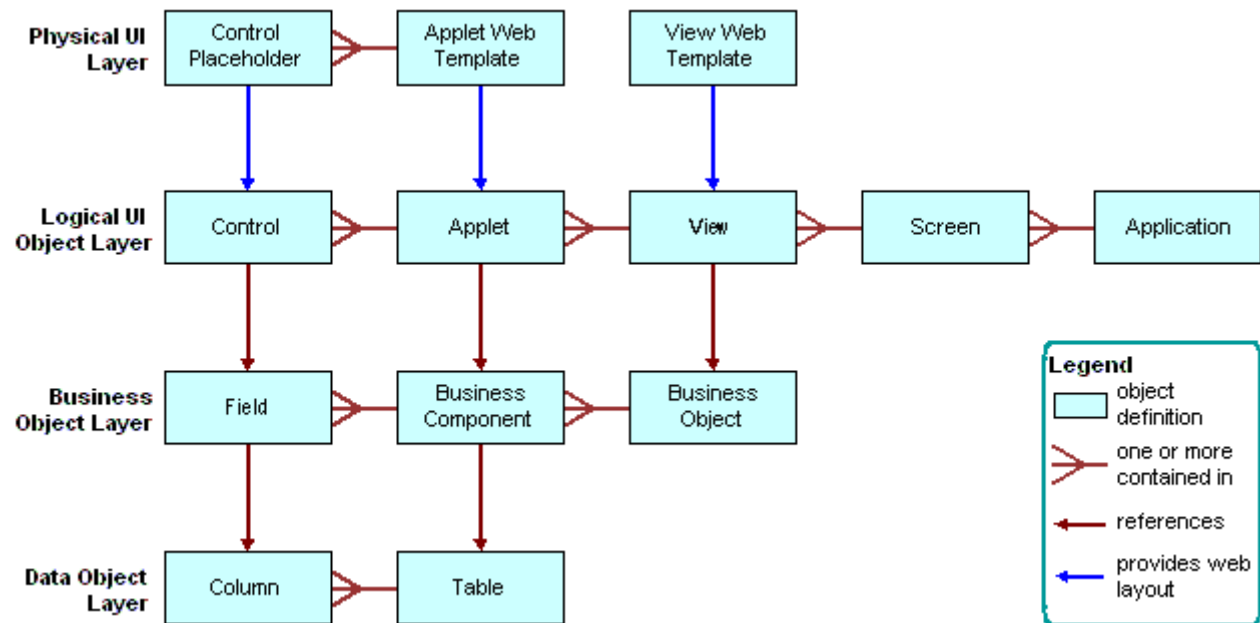 Physical UI
Layer
Control
Placeholder
Applet Web
Template
View Web
Template
Logical UI
Object Layer
Control
Applet
View
Screen
Application
Business
Object Layer
Field
Business
Component
Business
Object
Data Object
Layer
Column
Table
Legend
object
definition
one or more
contained in
references
provides web
layout